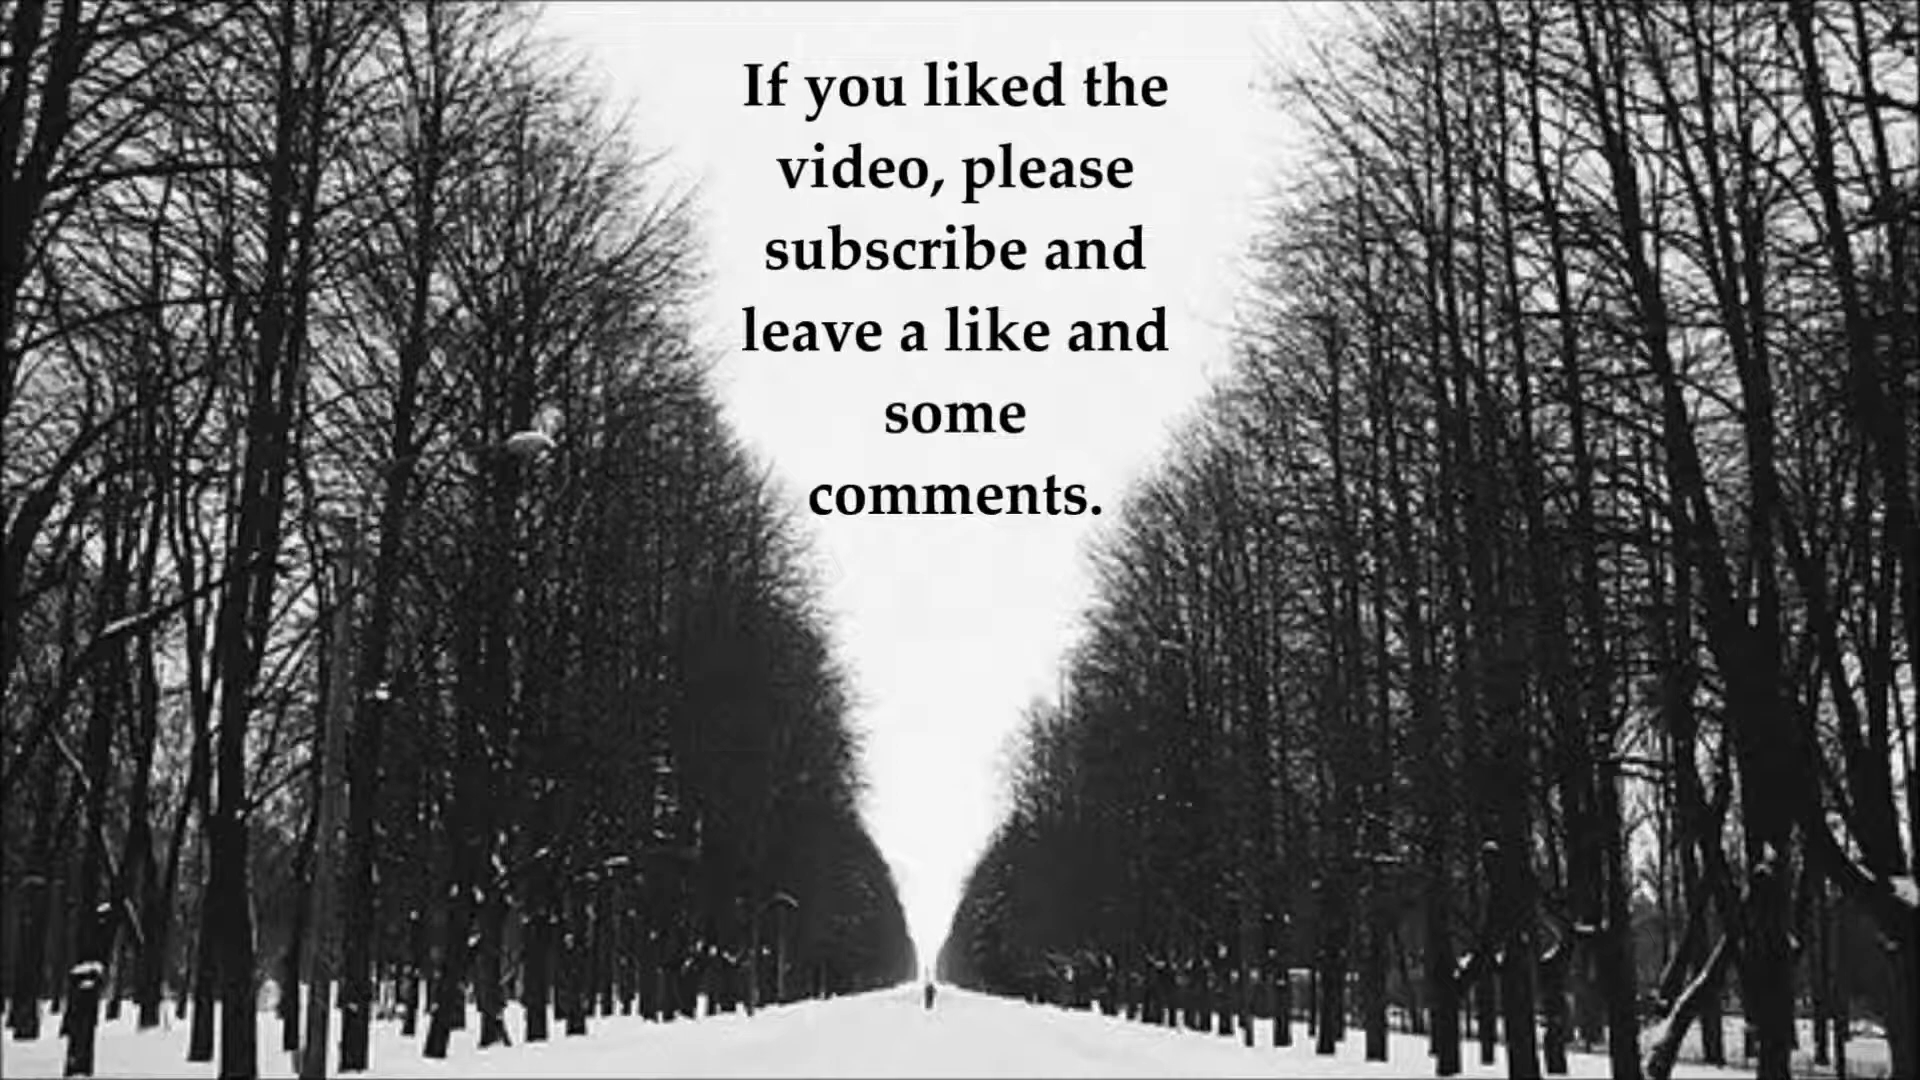 If you liked the
video, please
subscribe and
leave a like and
some
comments.